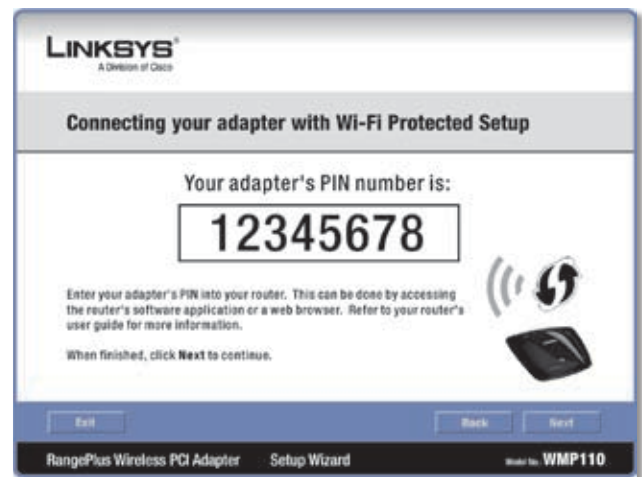 LINKSYS®
A Division of Cisco
Connecting your adapter with Wi-Fi Protected Setup
Your adapter's PIN number is:
12345678
Enter your adapter's PIN into your router. This can be done by accessing
the router's software application or a web browser. Refer to your router's
user guide for more information.
When finished, click Next to continue.
Exit
Back
Next
RangePlus Wireless PCI Adapter Setup Wizard
Model No. WMP110